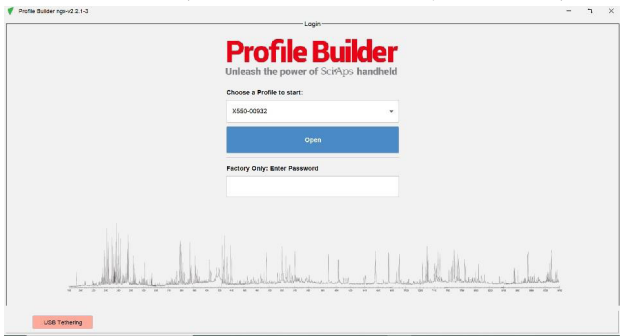 Profile Builder ngs-v2.2.1-3
Login
Profile Builder
Unleash the power of SciAps handheld
Choose a Profile to start:
X550-00932
Open
Factory Only: Enter Password
USB Tethering